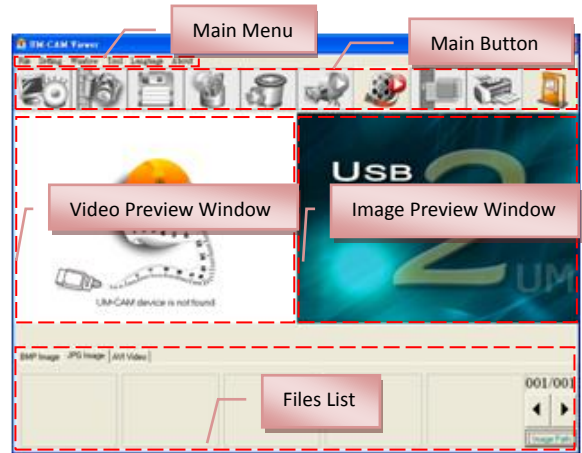 Main Menu
Main Button
UM-CAM Viewer
File Setting Window Tool Language About
USB
2
UM
Video Preview Window
Image Preview Window
UM-CAM device is not found
BMP Image JPG Image AVI Video
001/001
Files List
Image Path